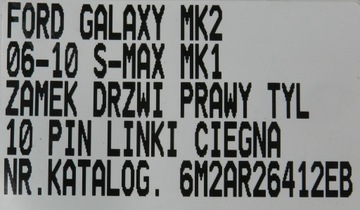 FORD GALAXY MK2
06-10 S-MAX MK1
ZAMEK DRZWI PRAWY TYL
10 PIN LINKI CIEGNA
NR.KATALOG. 6M2AR26412EB